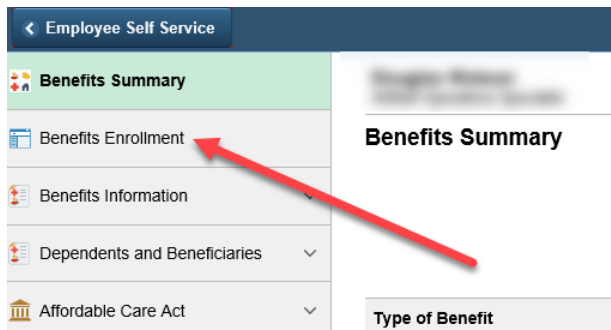 Employee Self Service
Benefits Summary
Benefits Enrollment
Benefits Information
Dependents and Beneficiaries
Affordable Care Act
Benefits Summary
Type of Benefit